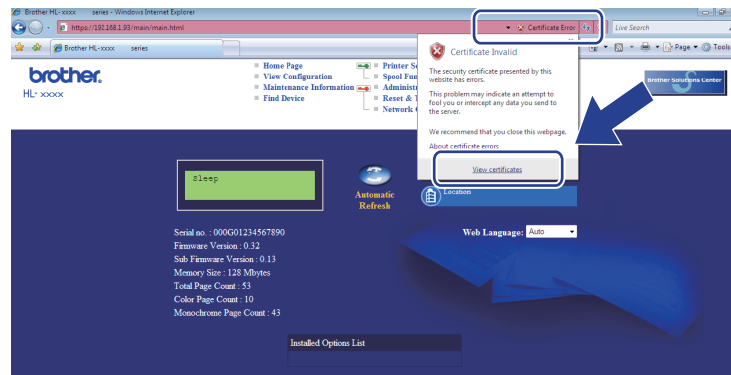 Brother HL-xxxx series - Windows Internet Explorer
https://192.168.1.93/main/main.html
Certificate Error
Live Search
Brother HL-xxxx series
Page
Tools
brother.
HL- xxxx
Home Page
View Configuration
Maintenance Information
Find Device
Printer
Spool
Reset &
Network
Brother Solutions Center
Certificate Invalid
The security certificate presented by this
website has errors.
This problem may indicate an attempt to
fool you or intercept any data you send to
the server.
We recommend that you close this webpage.
About certificate errors
View certificates
Sleep
Automatic
Refresh
Location
Serial no. : 000G01234567890
Firmware Version : 0.32
Sub Firmware Version : 0.13
Memory Size : 128 Mbytes
Total Page Count : 53
Color Page Count : 10
Monochrome Page Count : 43
Web Language: Auto
Installed Options List